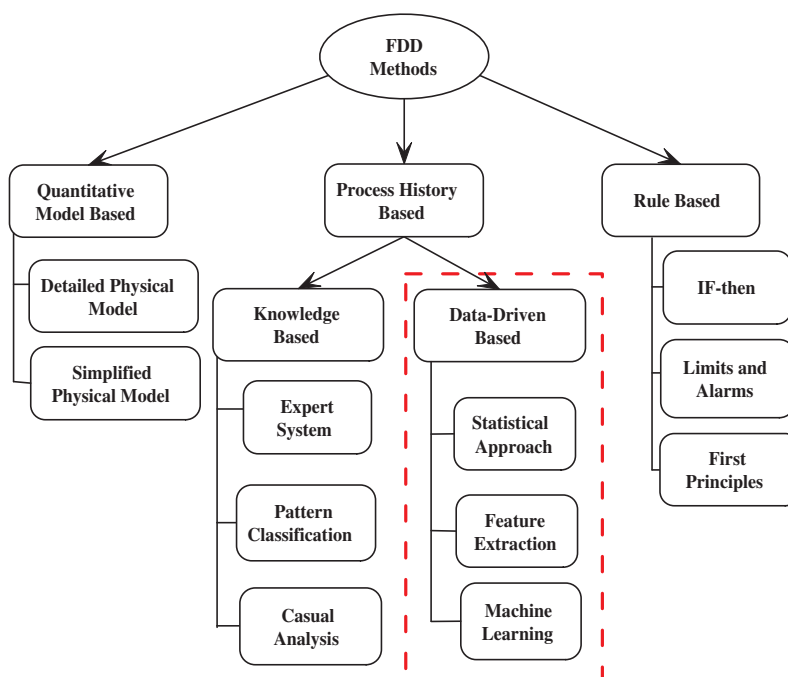 FDD
Methods
Quantitative
Model Based
Detailed Physical
Model
Simplified
Physical Model
Process History
Based
Knowledge
Based
Expert
System
Pattern
Classification
Casual
Analysis
Data-Driven
Based
Statistical
Approach
Feature
Extraction
Machine
Learning
Rule Based
IF-then
Limits and
Alarms
First
Principles